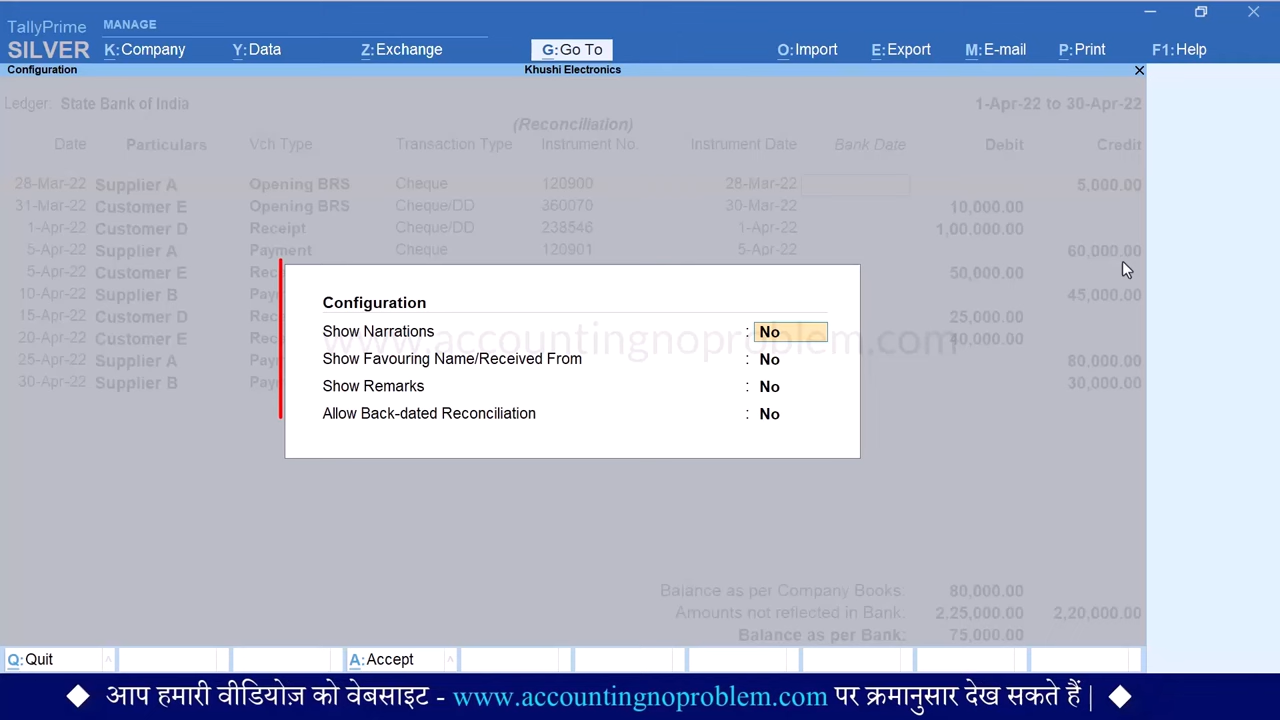 TallyPrime
SILVER
MANAGE
K:Company Y:Data Z:Exchange G:Go To O:Import E:Export M:E-mail P:Print F1:Help
Configuration Khushi Electronics
Ledger: State Bank of India 1-Apr-22 to 30-Apr-22
(Reconciliation)
Date Particulars Vch Type Transaction Type Instrument No. Instrument Date Bank Date Debit Credit
28-Mar-22 Supplier A Opening BRS Cheque 120900 28-Mar-22 5,000.00
31-Mar-22 Customer E Opening BRS Cheque/DD 360070 30-Mar-22 10,000.00
1-Apr-22 Customer D Receipt Cheque/DD 238546 1-Apr-22 1,00,000.00
5-Apr-22 Supplier A Payment Cheque 120901 5-Apr-22 60,000.00
5-Apr-22 Customer E Rec 50,000.00
10-Apr-22 Supplier B Pay 45,000.00
15-Apr-22 Customer D Rec 25,000.00
20-Apr-22 Customer E Rec 40,000.00
25-Apr-22 Supplier A Pay 80,000.00
30-Apr-22 Supplier B Pay 30,000.00
Configuration
Show Narrations : No
www.accountingnoproblem.com
Show Favouring Name/Received From : No
Show Remarks : No
Allow Back-dated Reconciliation : No
Balance as per Company Books: 80,000.00
Amounts not reflected in Bank: 2,25,000.00 2,20,000.00
Balance as per Bank: 75,000.00
Q:Quit A:Accept
आप हमारी वीडियोज़ को वेबसाइट - www.accountingnoproblem.com पर क्रमानुसार देख सकते हैं |